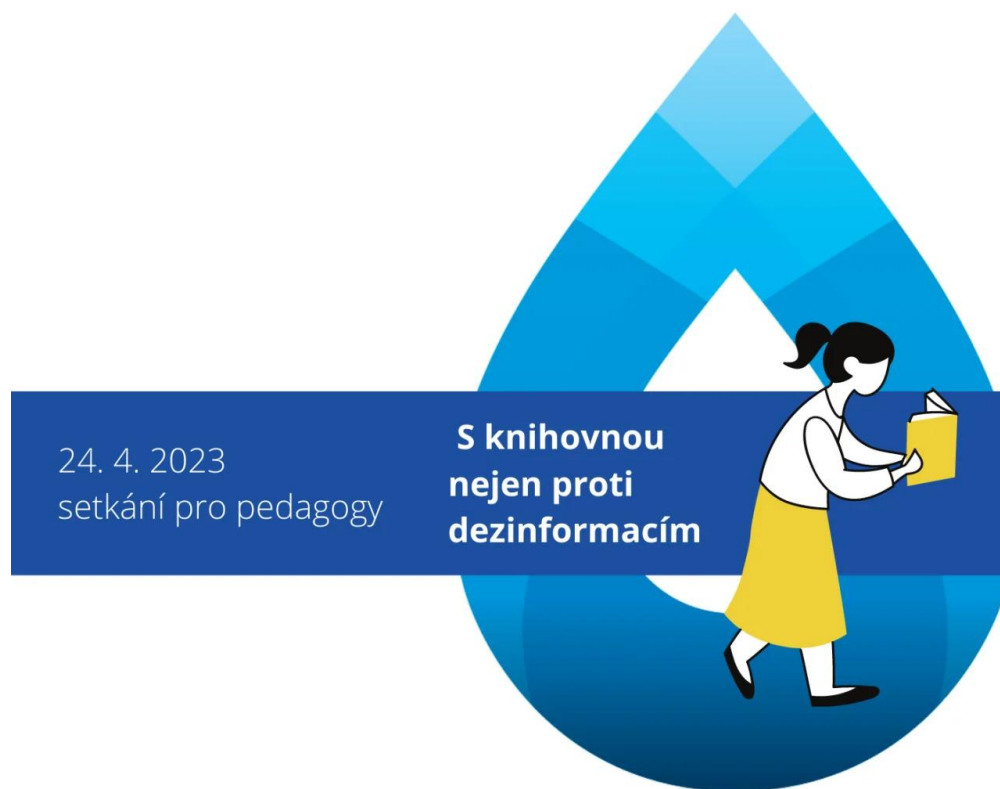 24. 4. 2023
setkání pro pedagogy
S knihovnou
nejen proti
dezinformacím